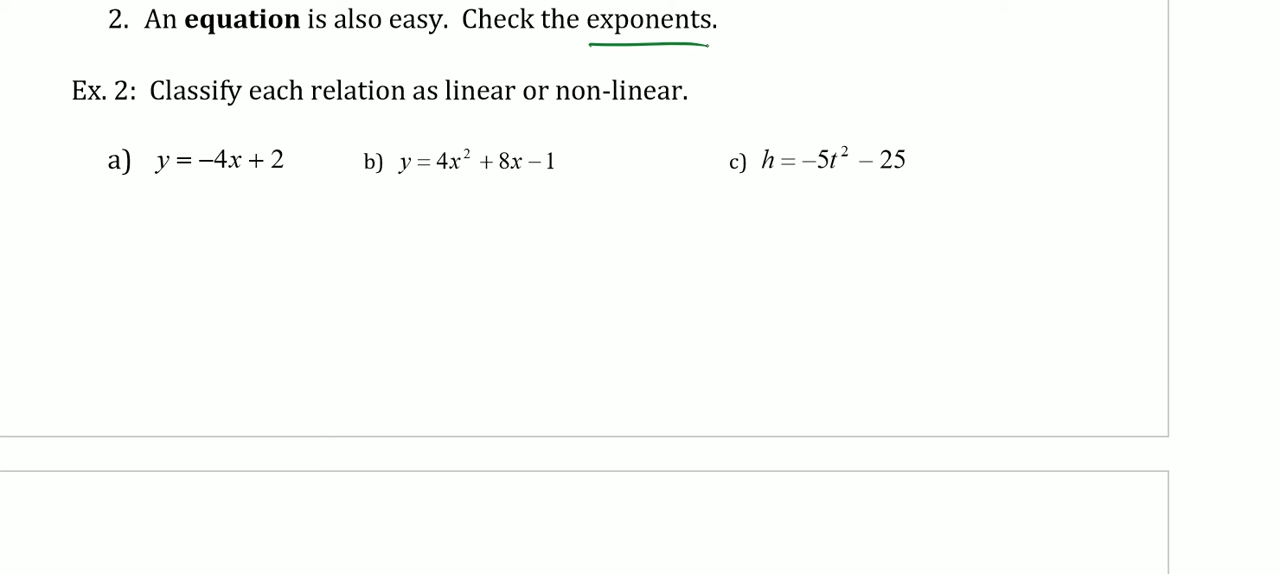 2. An equation is also easy. Check the exponents.
Ex. 2: Classify each relation as linear or non-linear.
a) y = –4x + 2 b) y = 4x² + 8x – 1 c) h = –5t² – 25